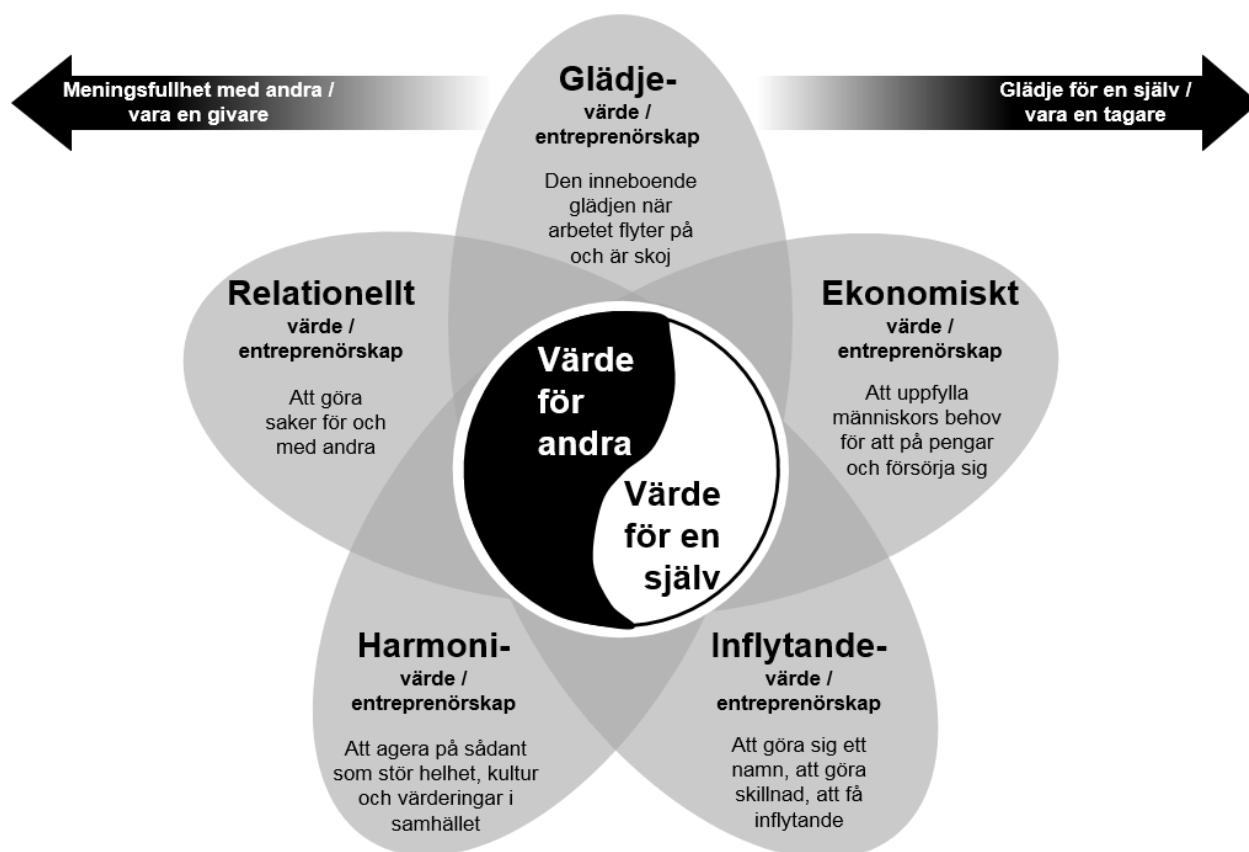 Meningsfullhet med andra /
vara en givare
Glädje för en själv /
vara en tagare
Glädje-
värde /
entreprenörskap
Den inneboende
glädjen när
arbetet flyter på
och är skoj
Relationellt
värde /
entreprenörskap
Att göra
saker för och
med andra
Ekonomiskt
värde /
entreprenörskap
Att uppfylla
människors behov
för att på pengar
och försörja sig
Värde
för
andra
Värde
för en
själv
Harmoni-
värde /
entreprenörskap
Att agera på sådant
som stör helhet, kultur
och värderingar i
samhället
Inflytande-
värde /
entreprenörskap
Att göra sig ett
namn, att göra
skillnad, att få
inflytande